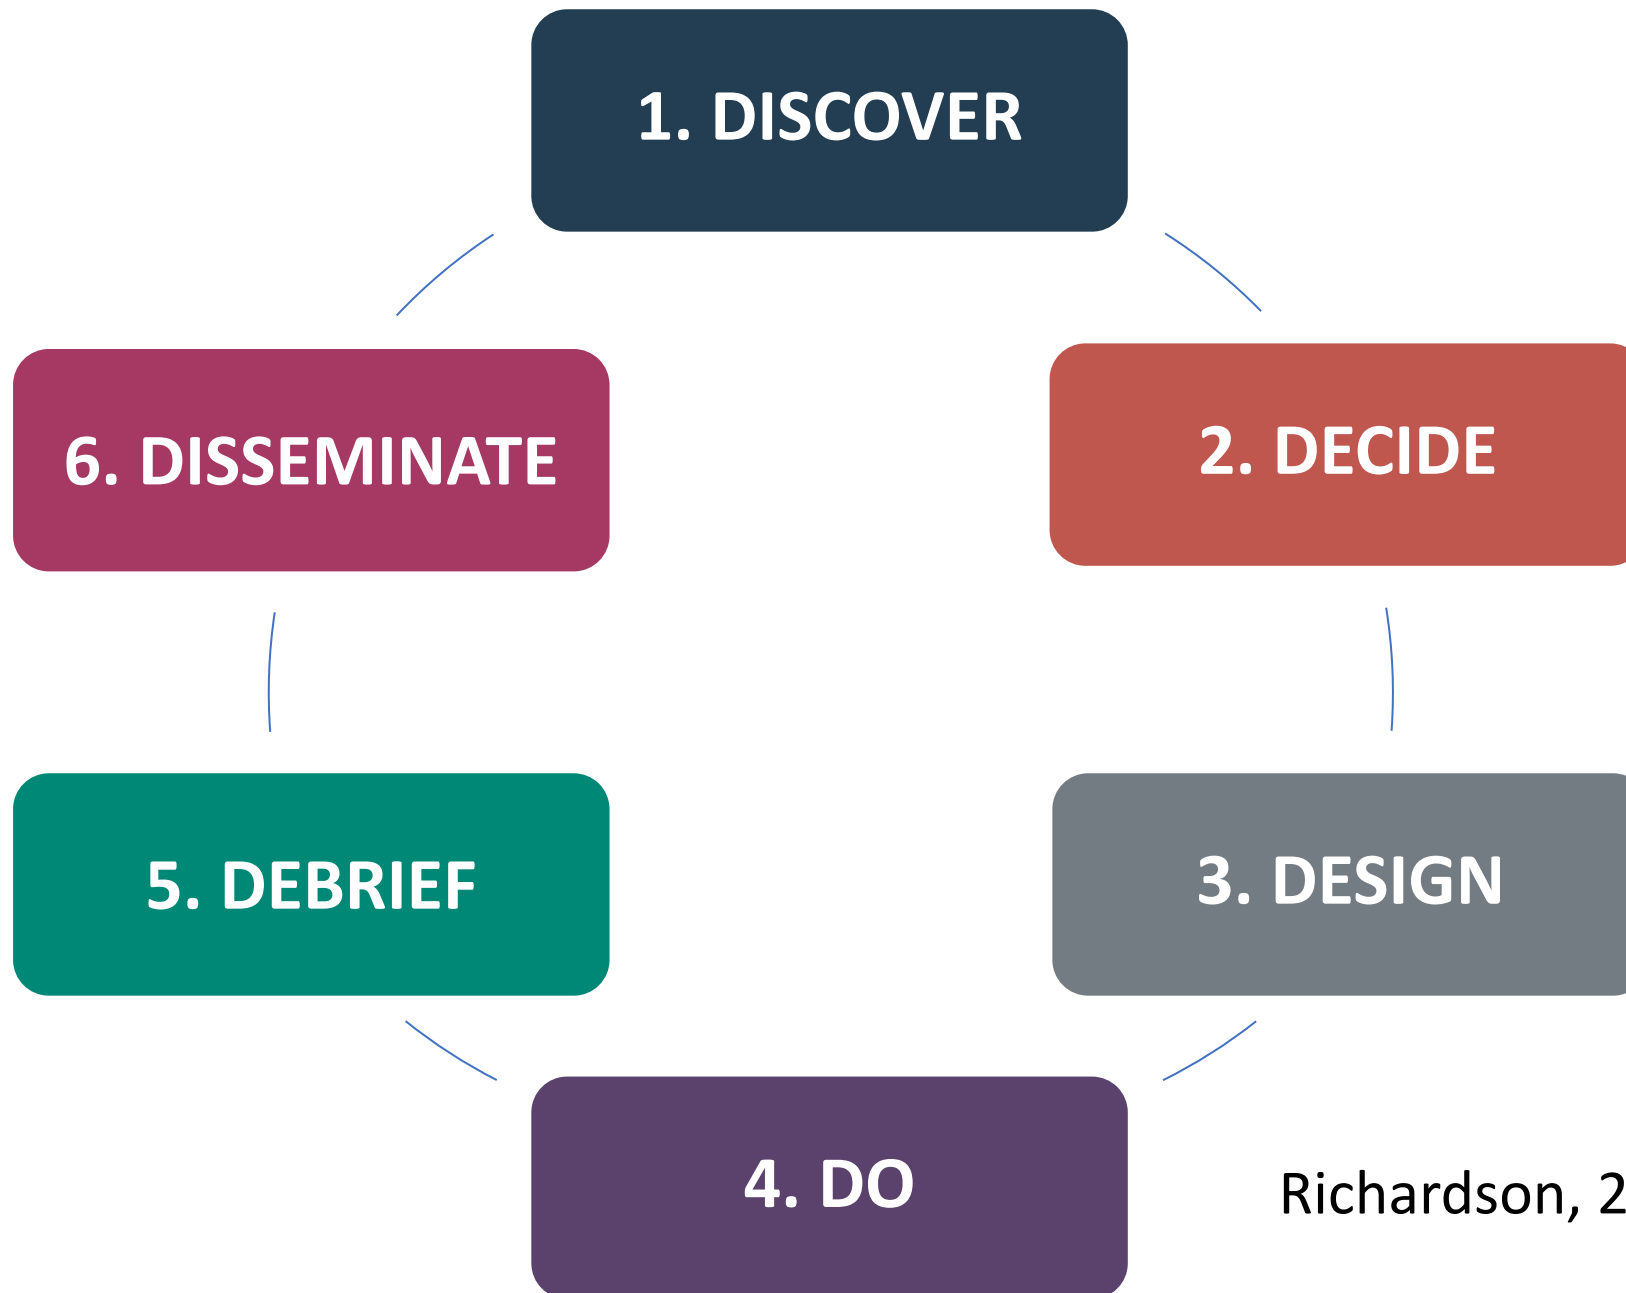 1. DISCOVER
2. DECIDE
3. DESIGN
4. DO
5. DEBRIEF
6. DISSEMINATE
Richardson, 2